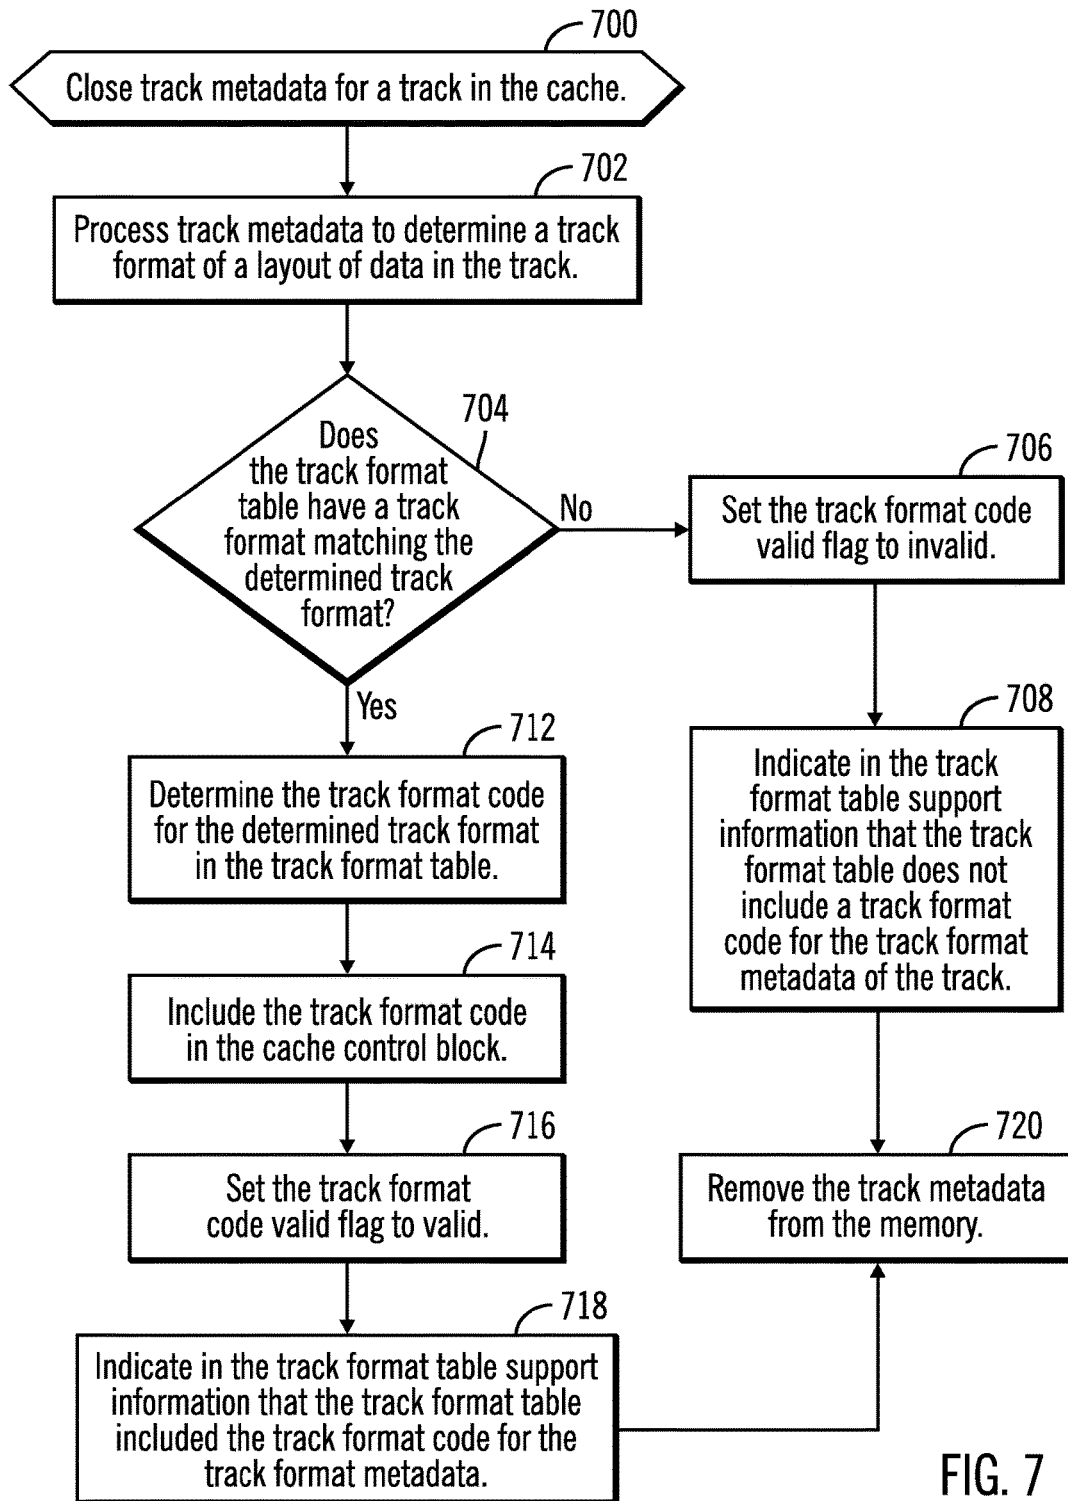 700
Close track metadata for a track in the cache.
702
Process track metadata to determine a track
format of a layout of data in the track.
704
Does
the track format
table have a track
format matching the
determined track
format?
No
706
Set the track format code
valid flag to invalid.
708
Indicate in the track
format table support
information that the track
format table does not
include a track format
code for the track format
metadata of the track.
Yes
712
Determine the track format code
for the determined track format
in the track format table.
714
Include the track format code
in the cache control block.
716
Set the track format
code valid flag to valid.
718
Indicate in the track format table support
information that the track format table
included the track format code for the
track format metadata.
720
Remove the track metadata
from the memory.
FIG. 7